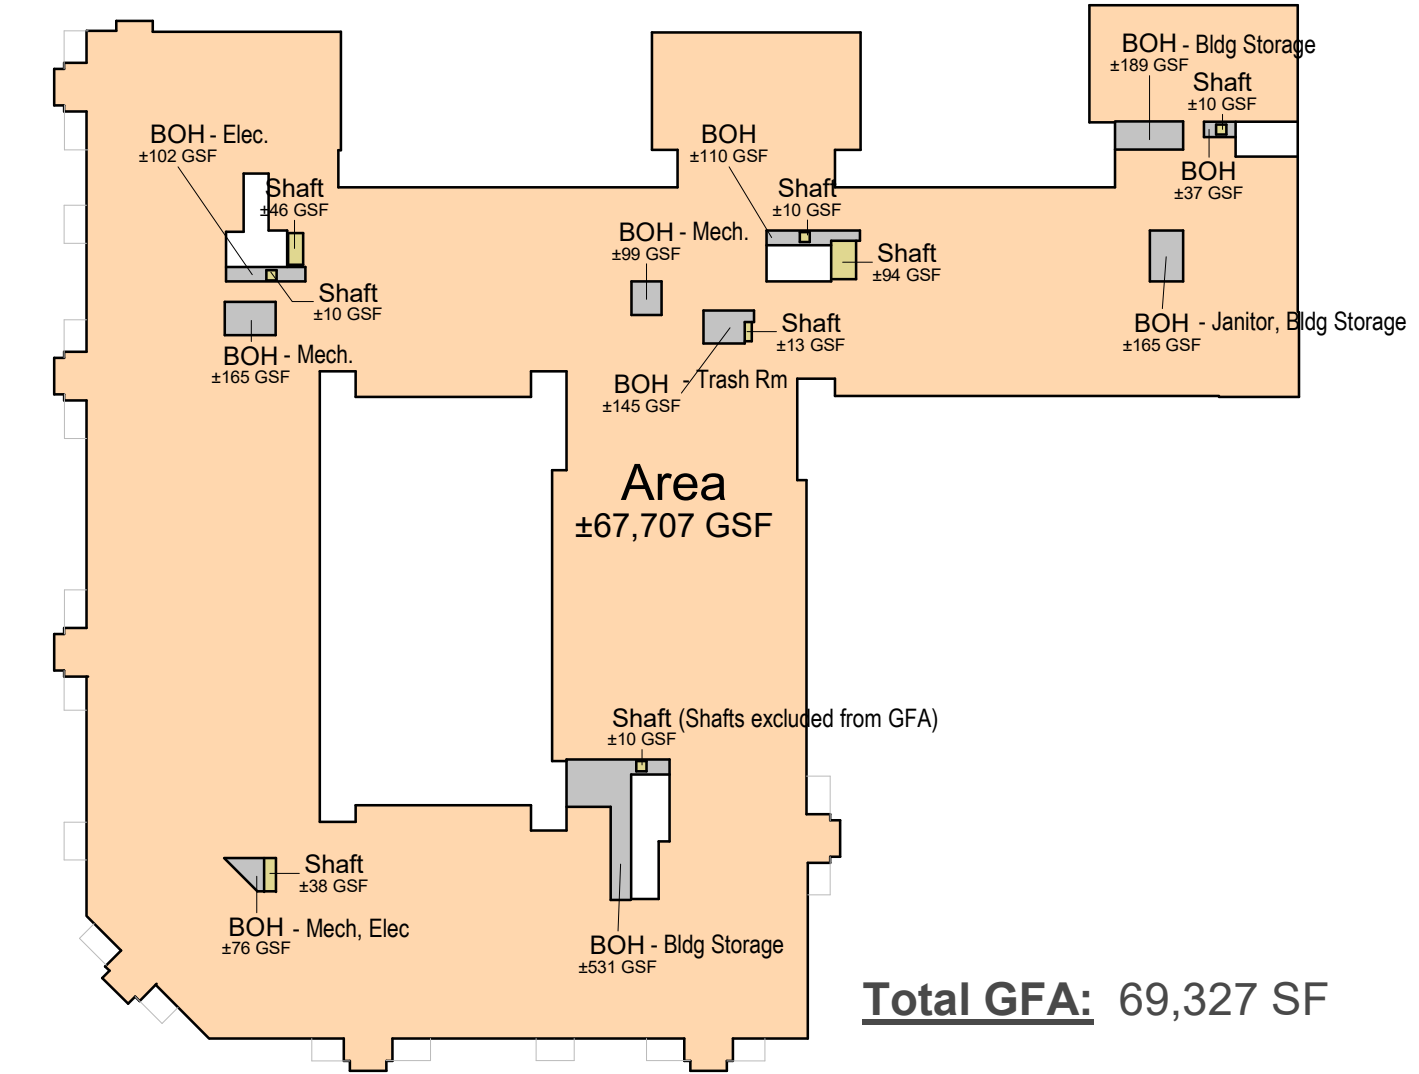 BOH - Bldg Storage
±189 GSF
Shaft
±10 GSF
BOH - Elec.
±102 GSF
BOH
±110 GSF
BOH
±37 GSF
Shaft
±46 GSF
Shaft
±10 GSF
BOH - Mech.
±99 GSF
Shaft
±94 GSF
Shaft
±10 GSF
Shaft
±13 GSF
BOH - Janitor, Bldg Storage
±165 GSF
BOH - Mech.
±165 GSF
BOH - Trash Rm
±145 GSF
Area
±67,707 GSF
Shaft (Shafts excluded from GFA)
±10 GSF
Shaft
±38 GSF
BOH - Mech, Elec
±76 GSF
BOH - Bldg Storage
±531 GSF
Total GFA: 69,327 SF